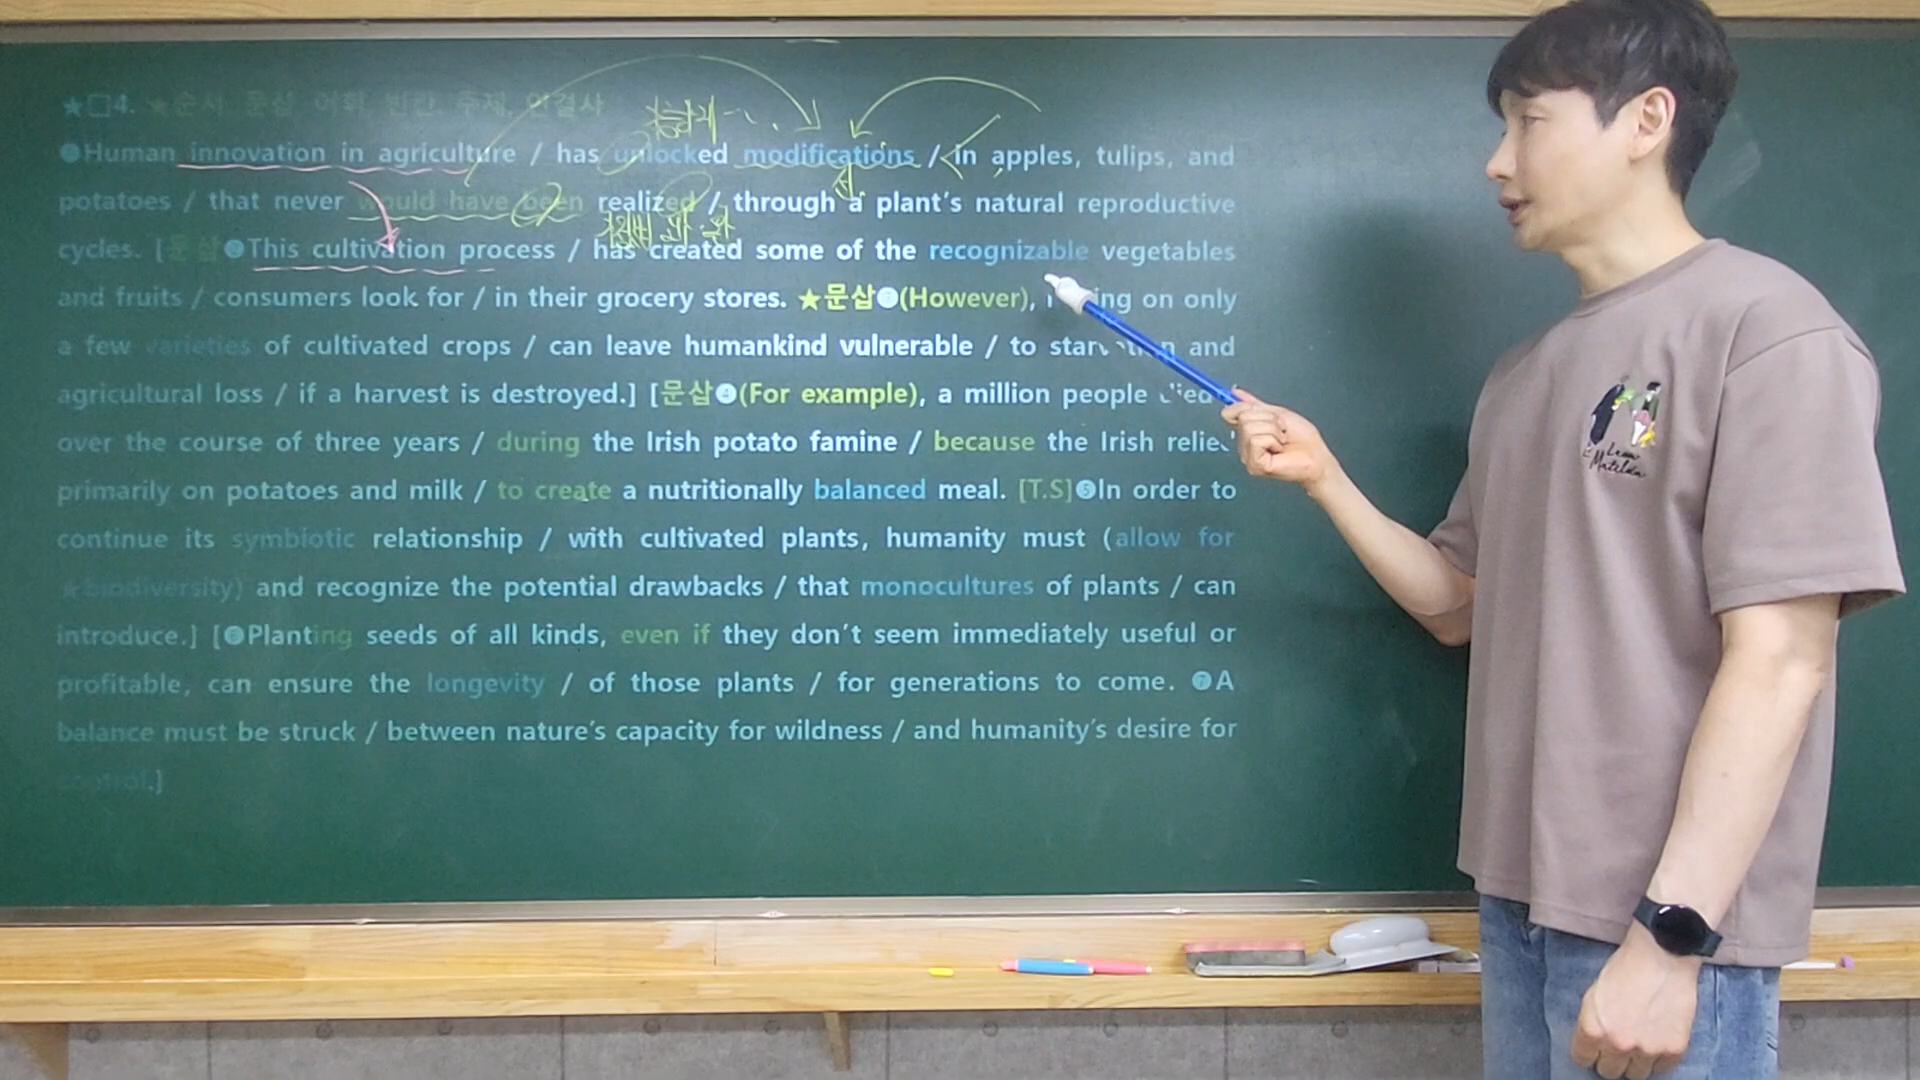 ★□4. ★순서, 문삽, 어휘, 빈칸, 주제, 연결사
❶Human innovation in agriculture / has unlocked modifications / in apples, tulips, and
potatoes / that never would have been realized / through a plant's natural reproductive
cycles. [문삽❷This cultivation process / has created some of the recognizable vegetables
and fruits / consumers look for / in their grocery stores. ★문삽❸(However), on only
a few varieties of cultivated crops / can leave humankind vulnerable / to and
agricultural loss / if a harvest is destroyed.] [문삽❹(For example), a million people died
over the course of three years / during the Irish potato famine / because the Irish relied
primarily on potatoes and milk / to create a nutritionally balanced meal. [T.S]❺In order to
continue its symbiotic relationship / with cultivated plants, humanity must (allow for
★biodiversity) and recognize the potential drawbacks / that monocultures of plants / can
introduce.] [❻Planting seeds of all kinds, even if they don't seem immediately useful or
profitable, can ensure the longevity / of those plants / for generations to come. ❼A
balance must be struck / between nature's capacity for wildness / and humanity's desire for
control.]